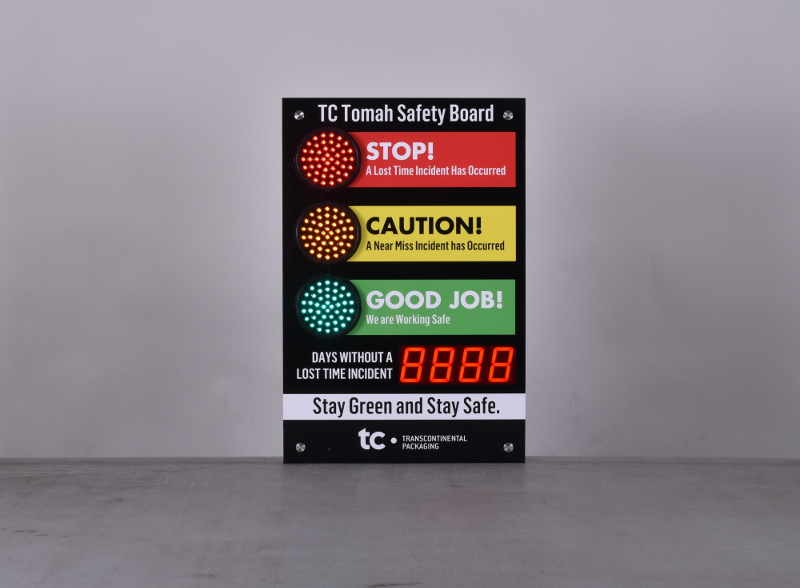 TC Tomah Safety Board
STOP!
A Lost Time Incident Has Occurred
CAUTION!
A Near Miss Incident has Occurred
GOOD JOB!
We are Working Safe
DAYS WITHOUT A
LOST TIME INCIDENT
8888
Stay Green and Stay Safe.
tc • TRANSCONTINENTAL
PACKAGING